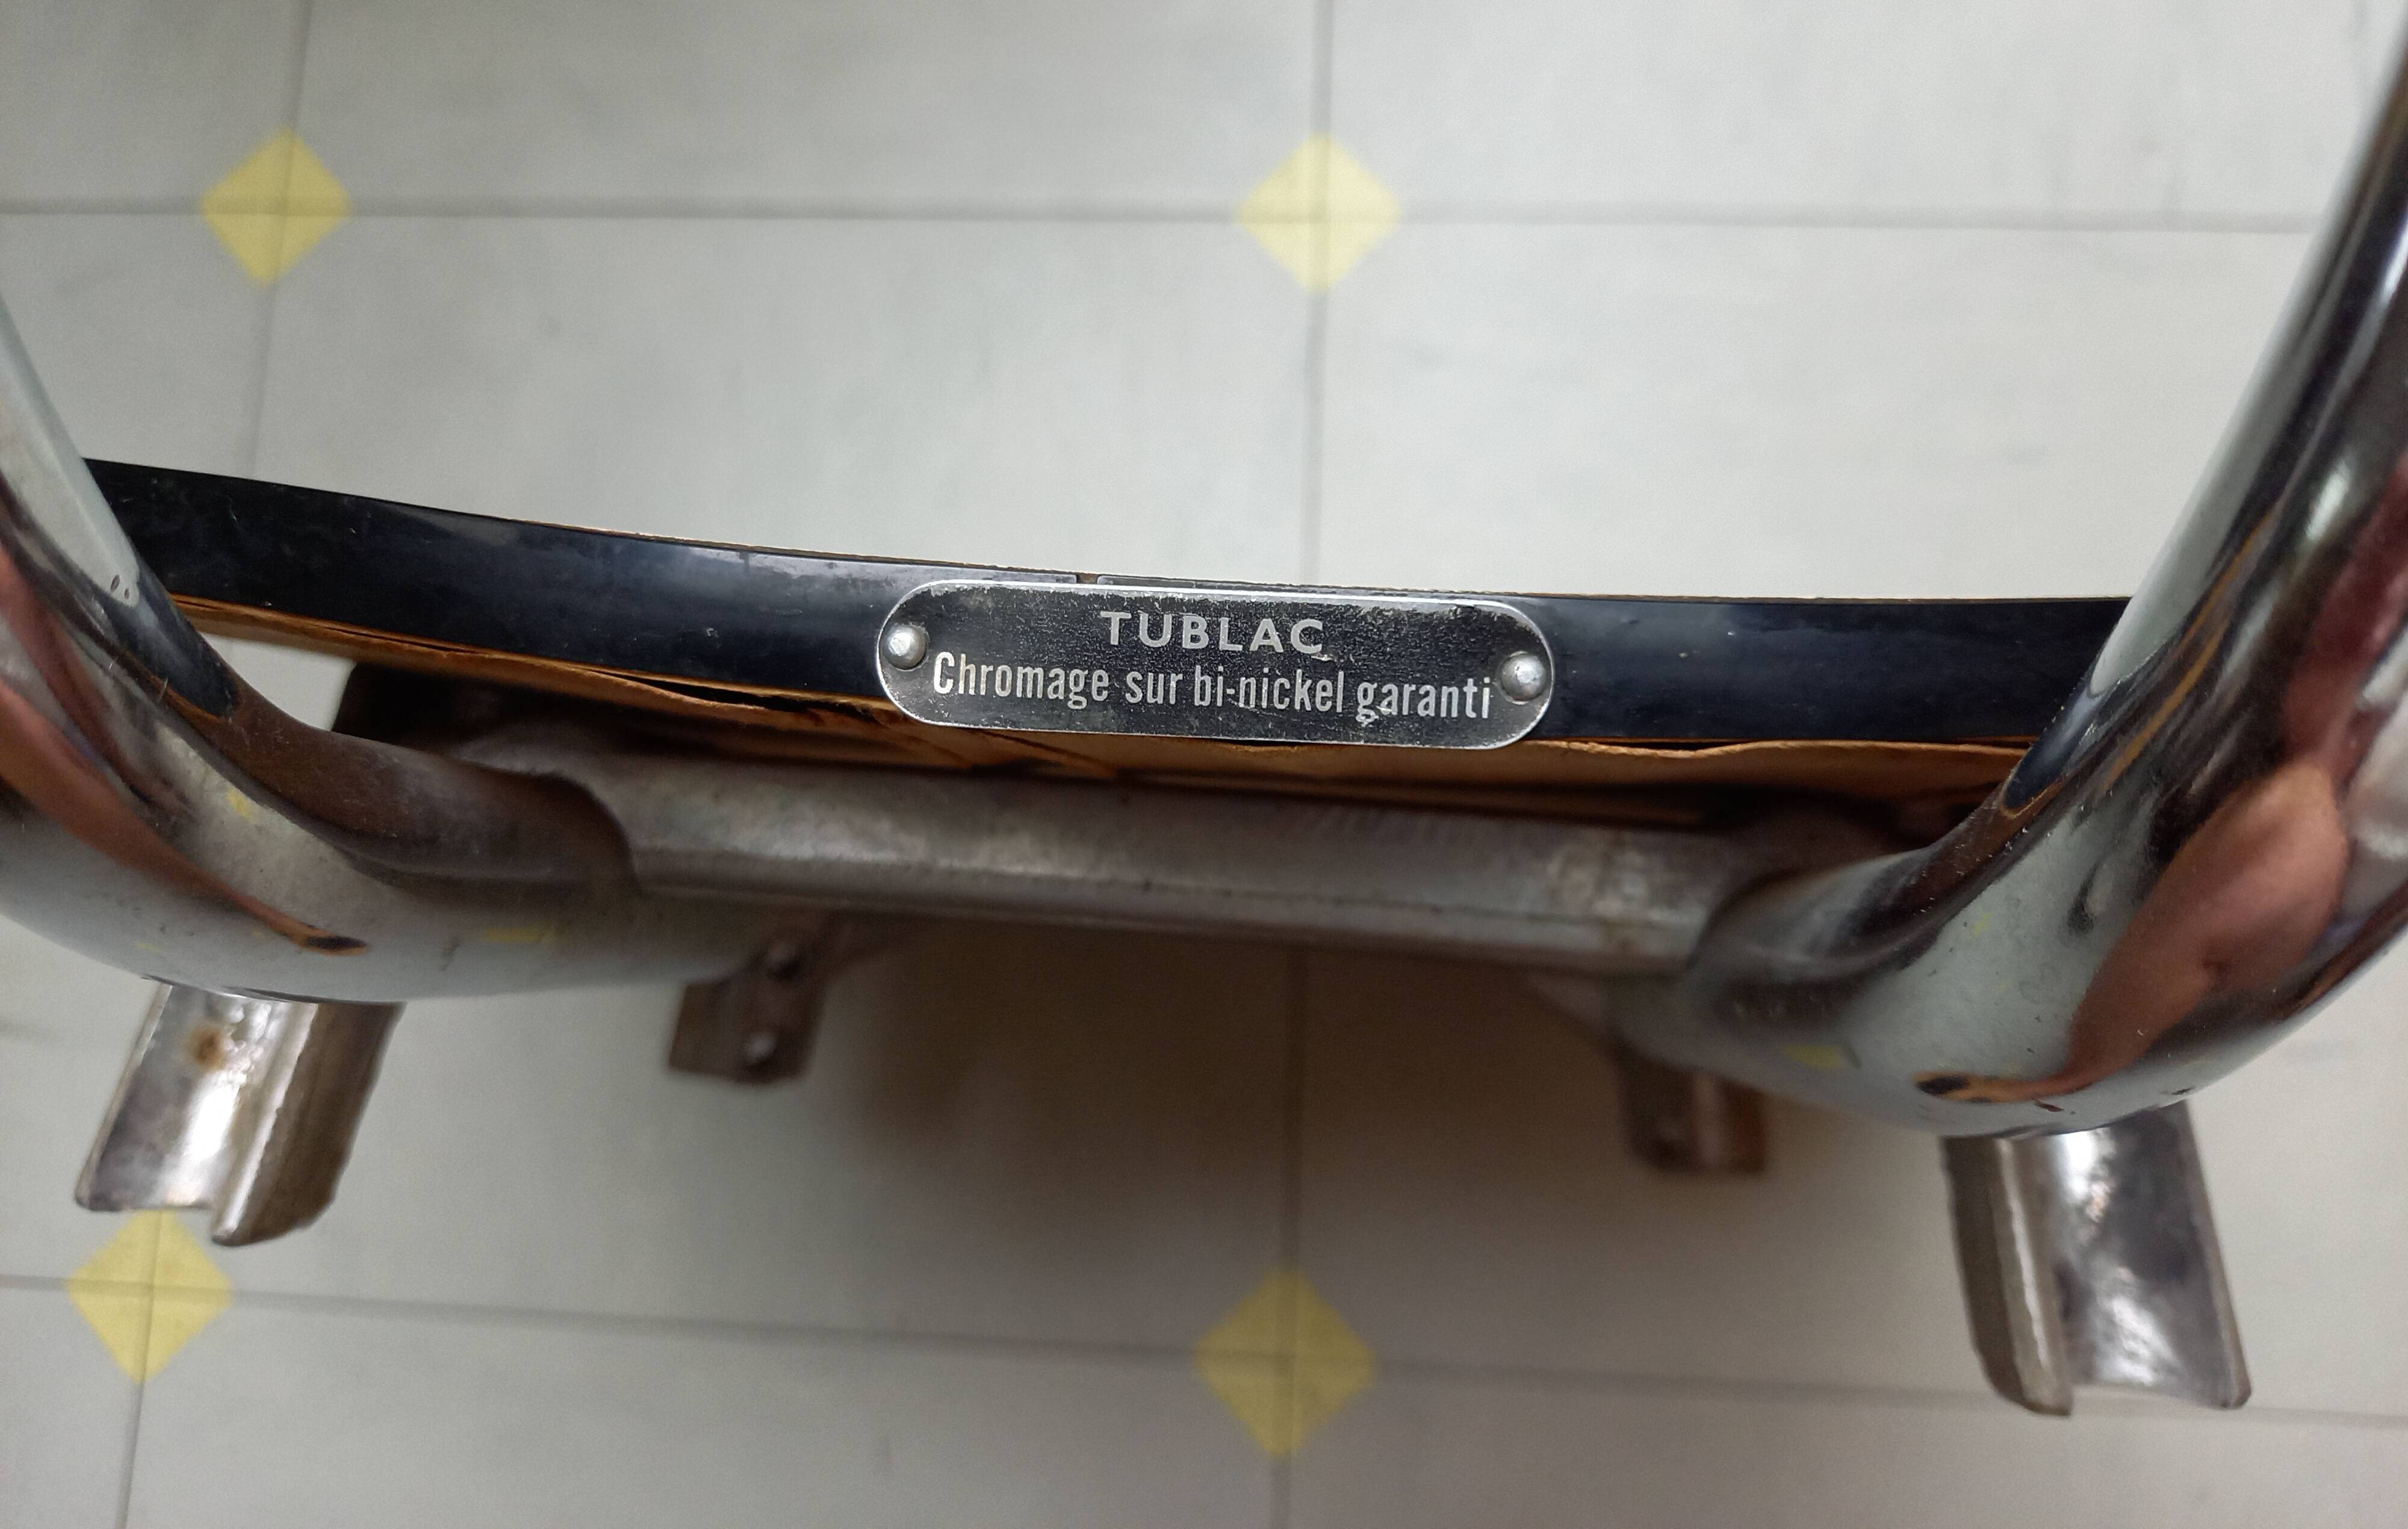 TUBLAC
Chromage sur bi-nickel garanti